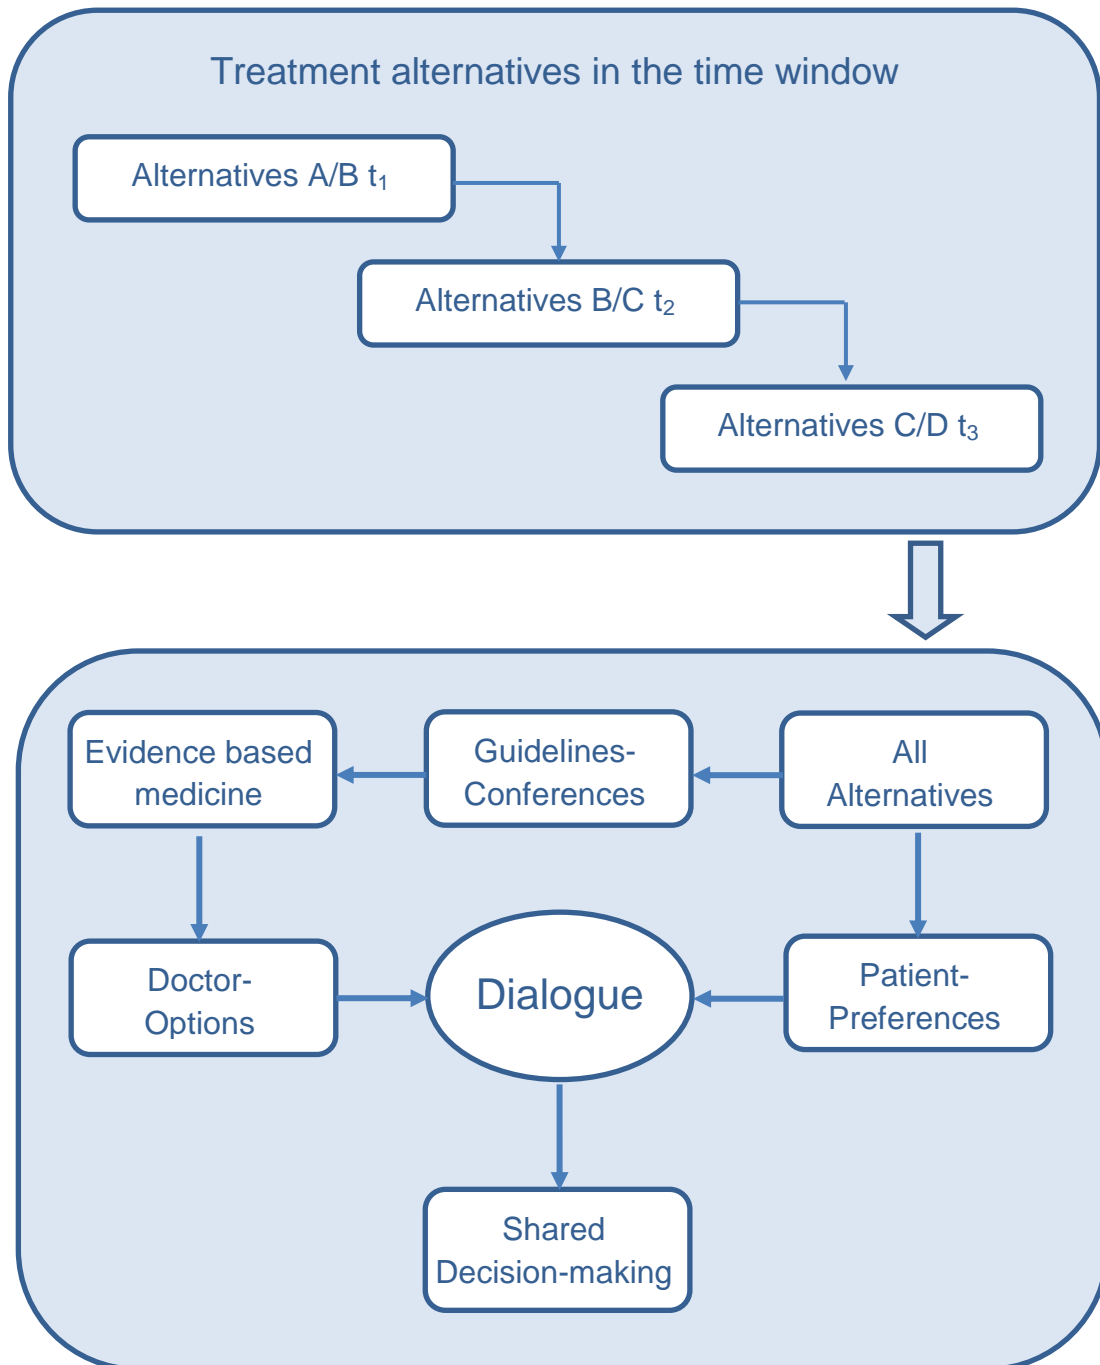 Treatment alternatives in the time window
Alternatives A/B t₁
Alternatives B/C t₂
Alternatives C/D t₃
Evidence based
medicine
Guidelines-
Conferences
All
Alternatives
Doctor-
Options
Dialogue
Patient-
Preferences
Shared
Decision-making